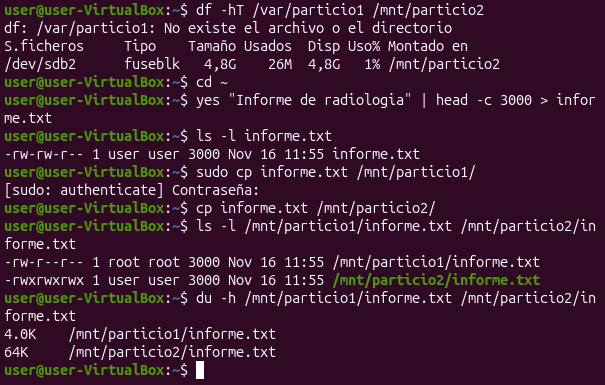 user@user-VirtualBox:~$ df -hT /var/particio1 /mnt/particio2
df: /var/particio1: No existe el archivo o el directorio
S.ficheros     Tipo    Tamaño Usados  Disp Uso% Montado en
/dev/sdb2      fuseblk   4,8G    26M  4,8G   1% /mnt/particio2
user@user-VirtualBox:~$ cd ~
user@user-VirtualBox:~$ yes "Informe de radiologia" | head -c 3000 > infor
me.txt
user@user-VirtualBox:~$ ls -l informe.txt
-rw-rw-r-- 1 user user 3000 Nov 16 11:55 informe.txt
user@user-VirtualBox:~$ sudo cp informe.txt /mnt/particio1/
[sudo: authenticate] Contraseña:
user@user-VirtualBox:~$ cp informe.txt /mnt/particio2/
user@user-VirtualBox:~$ ls -l /mnt/particio1/informe.txt /mnt/particio2/in
forme.txt
-rw-r--r-- 1 root root 3000 Nov 16 11:55 /mnt/particio1/informe.txt
-rwxrwxrwx 1 user user 3000 Nov 16 11:55 /mnt/particio2/informe.txt
user@user-VirtualBox:~$ du -h /mnt/particio1/informe.txt /mnt/particio2/in
forme.txt
4.0K    /mnt/particio1/informe.txt
64K     /mnt/particio2/informe.txt
user@user-VirtualBox:~$